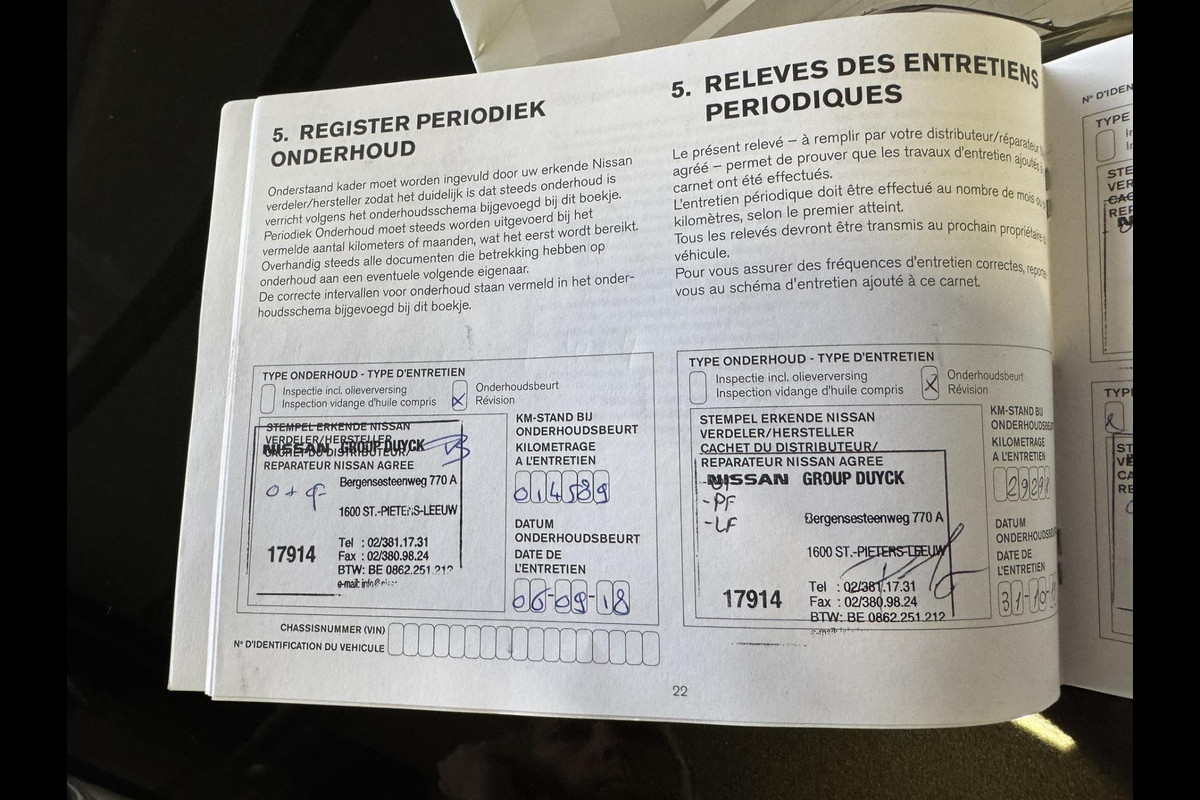 5. REGISTER PERIODIEK
ONDERHOUD
Onderstaand kader moet worden ingevuld door uw erkende Nissan
verdeler/hersteller zodat het duidelijk is dat steeds onderhoud is
verricht volgens het onderhoudsschema bijgevoegd bij dit boekje.
Periodiek Onderhoud moet steeds worden uitgevoerd bij het
vermelde aantal kilometers of maanden, wat het eerst wordt bereikt.
Overhandig steeds alle documenten die betrekking hebben op
onderhoud aan een eventuele volgende eigenaar.
De correcte intervallen voor onderhoud staan vermeld in het onder-
houdsschema bijgevoegd bij dit boekje.
TYPE ONDERHOUD - TYPE D'ENTRETIEN
Inspectie incl. olieverversing
Inspection vidange d'huile compris
Onderhoudsbeurt
Révision
STEMPEL ERKENDE NISSAN
VERDELER/HERSTELLER
CACHET DU DISTRIBUTEUR/
REPARATEUR NISSAN AGREE
NISSAN GROUP DUYCK
Bergensesteenweg 770 A
1600 ST.-PIETERS-LEEUW
17914
Tel : 02/381.17.31
Fax : 02/380.98.24
BTW: BE 0862.251.212
KM-STAND BIJ
ONDERHOUDSBEURT
KILOMETRAGE
A L'ENTRETIEN
014589
DATUM
ONDERHOUDSBEURT
DATE DE
L'ENTRETIEN
06-09-18
CHASSISNUMMER (VIN)
N° D'IDENTIFICATION DU VEHICULE
5. RELEVES DES ENTRETIENS
PERIODIQUES
Le présent relevé – à remplir par votre distributeur/réparateur
agréé – permet de prouver que les travaux d'entretien ajoutés
carnet ont été effectués.
L'entretien périodique doit être effectué au nombre de mois ou
kilomètres, selon le premier atteint.
Tous les relevés devront être transmis au prochain propriétaire
véhicule.
Pour vous assurer des fréquences d'entretien correctes, reporte
vous au schéma d'entretien ajouté à ce carnet.
TYPE ONDERHOUD - TYPE D'ENTRETIEN
Inspectie incl. olieverversing
Inspection vidange d'huile compris
Onderhoudsbeurt
Révision
STEMPEL ERKENDE NISSAN
VERDELER/HERSTELLER
CACHET DU DISTRIBUTEUR/
REPARATEUR NISSAN AGREE
NISSAN GROUP DUYCK
-PF
-LF
Bergensesteenweg 770 A
1600 ST.-PIETERS-LEEUW
17914
Tel : 02/381.17.31
Fax : 02/380.98.24
BTW: BE 0862.251.212
KM-STAND BIJ
ONDERHOUDSBEURT
KILOMETRAGE
A L'ENTRETIEN
DATUM
ONDERHOUDSBEURT
DATE DE
L'ENTRETIEN
31-10-
22
N° D'IDEN
TYPE